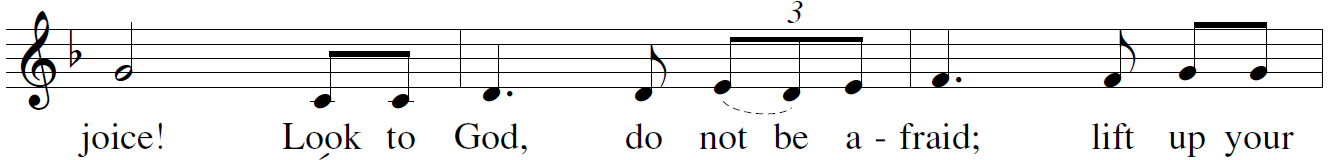 3
joice! Look to God, do not be a - fraid; lift up your